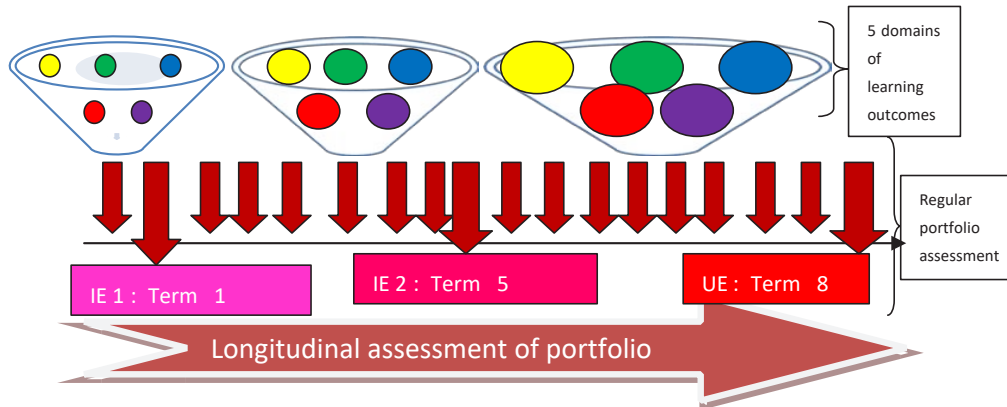 5 domains
of
learning
outcomes
Regular
portfolio
assessment
IE 1 : Term 1
IE 2 : Term 5
UE : Term 8
Longitudinal assessment of portfolio